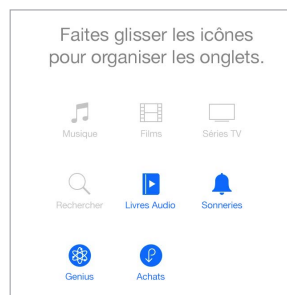 Faites glisser les icônes
pour organiser les onglets.
Musique Films Séries TV
Rechercher Livres Audio Sonneries
Genius Achats